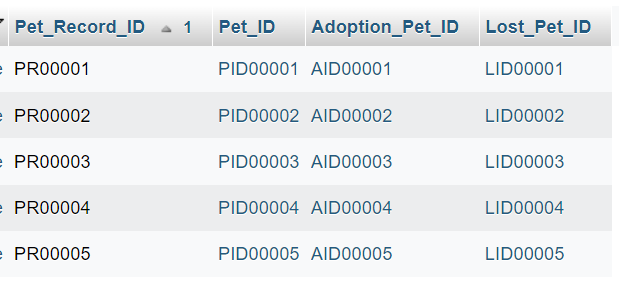 Pet_Record_ID 1 Pet_ID Adoption_Pet_ID Lost_Pet_ID
PR00001 PID00001 AID00001 LID00001
PR00002 PID00002 AID00002 LID00002
PR00003 PID00003 AID00003 LID00003
PR00004 PID00004 AID00004 LID00004
PR00005 PID00005 AID00005 LID00005